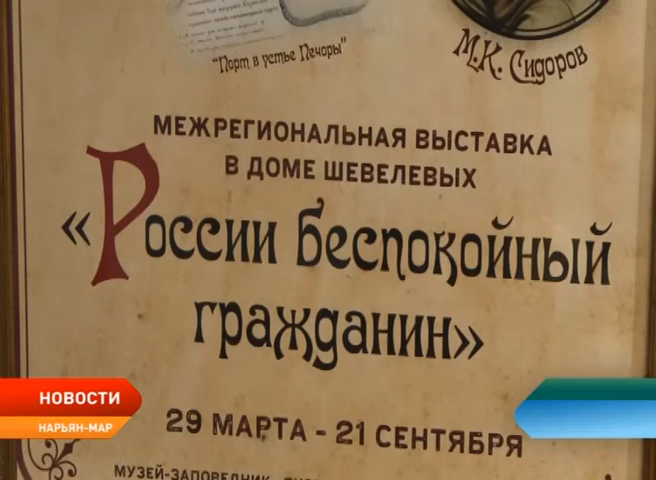 "Порт в устье Печоры"
М.К. Сидоров
МЕЖРЕГИОНАЛЬНАЯ ВЫСТАВКА
В ДОМЕ ШЕВЕЛЕВЫХ
«России беспокойный
гражданин»
НОВОСТИ
НАРЬЯН-МАР
29 МАРТА - 21 СЕНТЯБРЯ
МУЗЕЙ-ЗАПОВЕДНИК